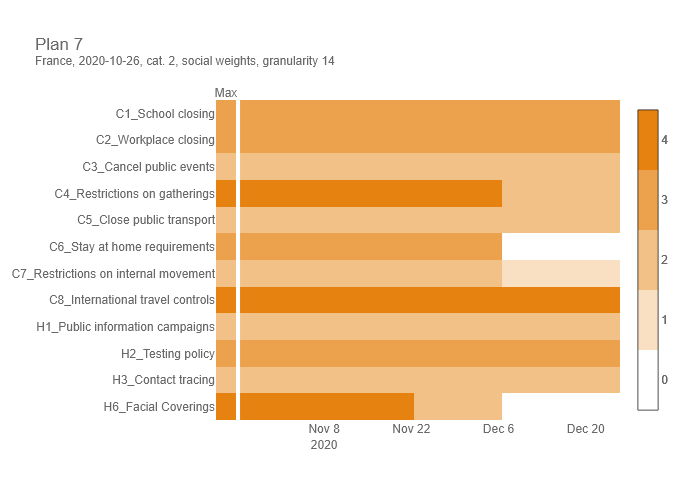 Plan 7
France, 2020-10-26, cat. 2, social weights, granularity 14
Max
C1_School closing
C2_Workplace closing
C3_Cancel public events
C4_Restrictions on gatherings
C5_Close public transport
C6_Stay at home requirements
C7_Restrictions on internal movement
C8_International travel controls
H1_Public information campaigns
H2_Testing policy
H3_Contact tracing
H6_Facial Coverings
4
3
2
1
0
Nov 8
2020
Nov 22
Dec 6
Dec 20